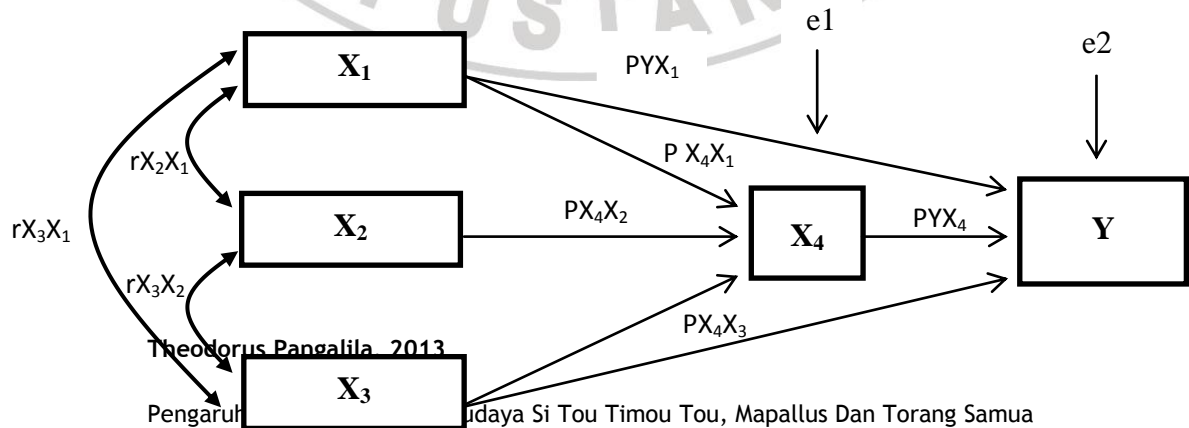 USTA
e1
e2
X₁
PYX₁
rX₂X₁
P X₄X₁
X₂
PX₄X₂
X₄
PYX₄
Y
rX₃X₁
rX₃X₂
PX₄X₃
Theodorus Pangalila, 2013
X₃
Pengaruh udaya Si Tou Timou Tou, Mapallus Dan Torang Samua